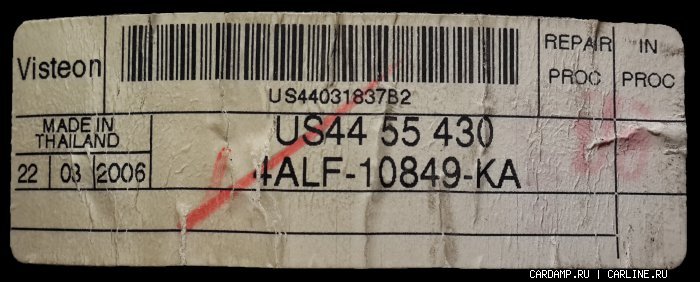 Visteon
US44031837B2
REPAIR PROC
IN PROC
MADE IN THAILAND
US44 55 430
22 03 2006
4ALF-10849-KA
CARDAMP.RU | CARLINE.RU